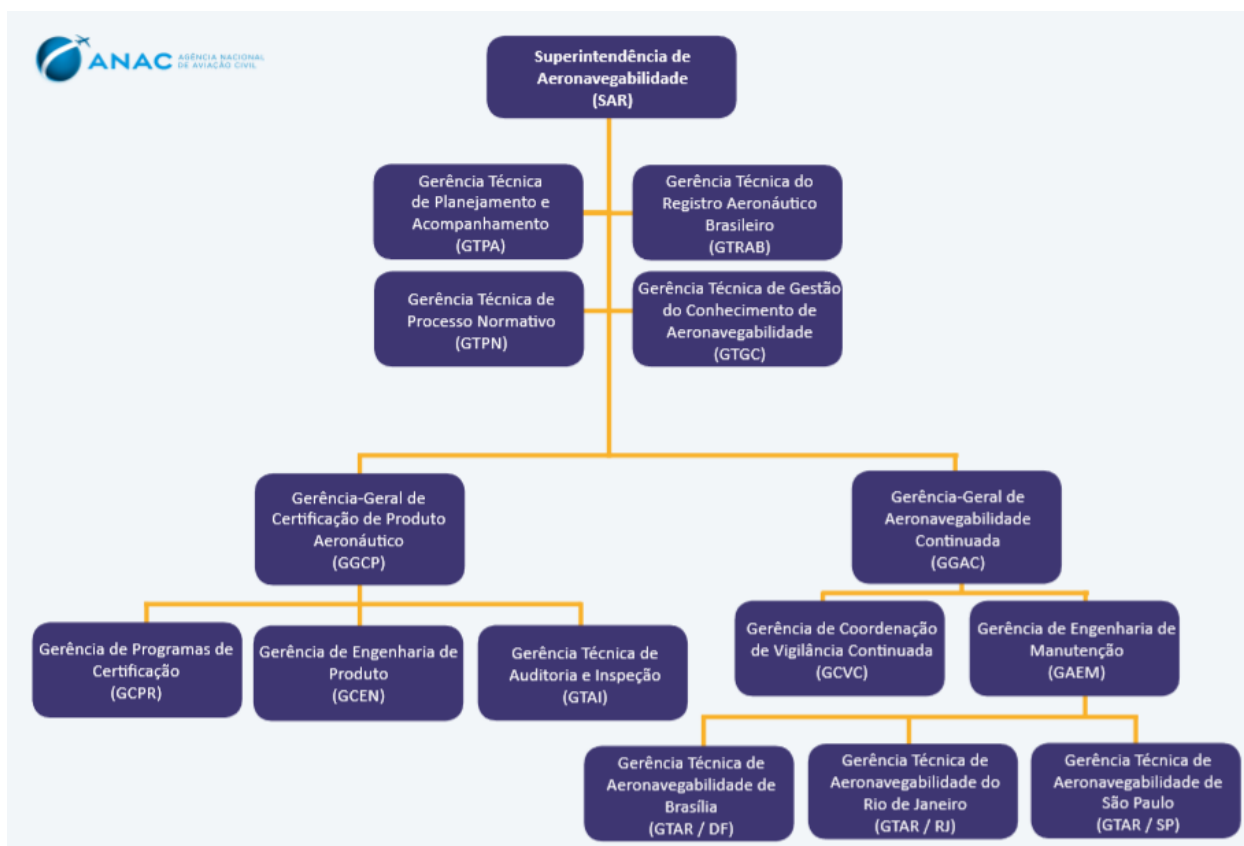 ANAC
AGÊNCIA NACIONAL
DE AVIAÇÃO CIVIL
Superintendência de
Aeronavegabilidade
(SAR)
Gerência Técnica
de Planejamento e
Acompanhamento
(GTPA)
Gerência Técnica do
Registro Aeronáutico
Brasileiro
(GTRAB)
Gerência Técnica de
Processo Normativo
(GTPN)
Gerência Técnica de Gestão
do Conhecimento de
Aeronavegabilidade
(GTGC)
Gerência-Geral de
Certificação de Produto
Aeronáutico
(GGCP)
Gerência-Geral de
Aeronavegabilidade
Continuada
(GGAC)
Gerência de Programas de
Certificação
(GCPR)
Gerência de Engenharia de
Produto
(GCEN)
Gerência Técnica de
Auditoria e Inspeção
(GTAI)
Gerência de Coordenação
de Vigilância Continuada
(GCVC)
Gerência de Engenharia de
Manutenção
(GAEM)
Gerência Técnica de
Aeronavegabilidade de
Brasília
(GTAR / DF)
Gerência Técnica de
Aeronavegabilidade do
Rio de Janeiro
(GTAR / RJ)
Gerência Técnica de
Aeronavegabilidade de
São Paulo
(GTAR / SP)